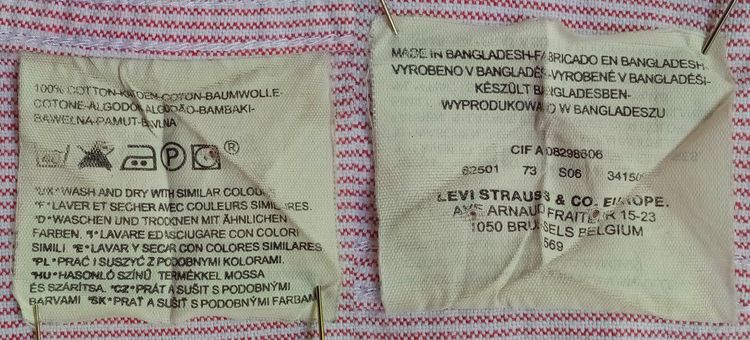 100% COTTON-KATOEN-COTON-BAUMWOLLE-
COTONE-ALGODON-ALGODÃO-BAMBAKI-
BAWEŁNA-PAMUT-BAVLNA
®
*UK* WASH AND DRY WITH SIMILAR COLOURS.
*F* LAVER ET SECHER AVEC COULEURS SIMILAIRES.
*D* WASCHEN UND TROCKNEN MIT ÄHNLICHEN
FARBEN. *I* LAVARE ED ASCIUGARE CON COLORI
SIMILI. *E* LAVAR Y SECAR CON COLORES SIMILARES.
*PL* PRAĆ I SUSZYĆ Z PODOBNYMI KOLORAMI.
*HU* HASONLÓ SZÍNŰ TERMÉKKEL MOSSA
ÉS SZÁRÍTSA. *CZ* PRÁT A SUŠIT S PODOBNÝMI
BARVAMI *SK* PRAŤ A SUŠIŤ S PODOBNÝMI FARBAMI
MADE IN BANGLADESH-FABRICADO EN BANGLADESH-
VYROBENO V BANGLADÉŠI-VYROBENÉ V BANGLADÉŠI-
KÉSZÜLT BANGLADESBEN-
WYPRODUKOWANO W BANGLADESZU
CIF A 08298606
62501 73 S06 34150
LEVI STRAUSS & CO. EUROPE.
AVE ARNAUD FRAITEUR 15-23
1050 BRUSSELS BELGIUM
569